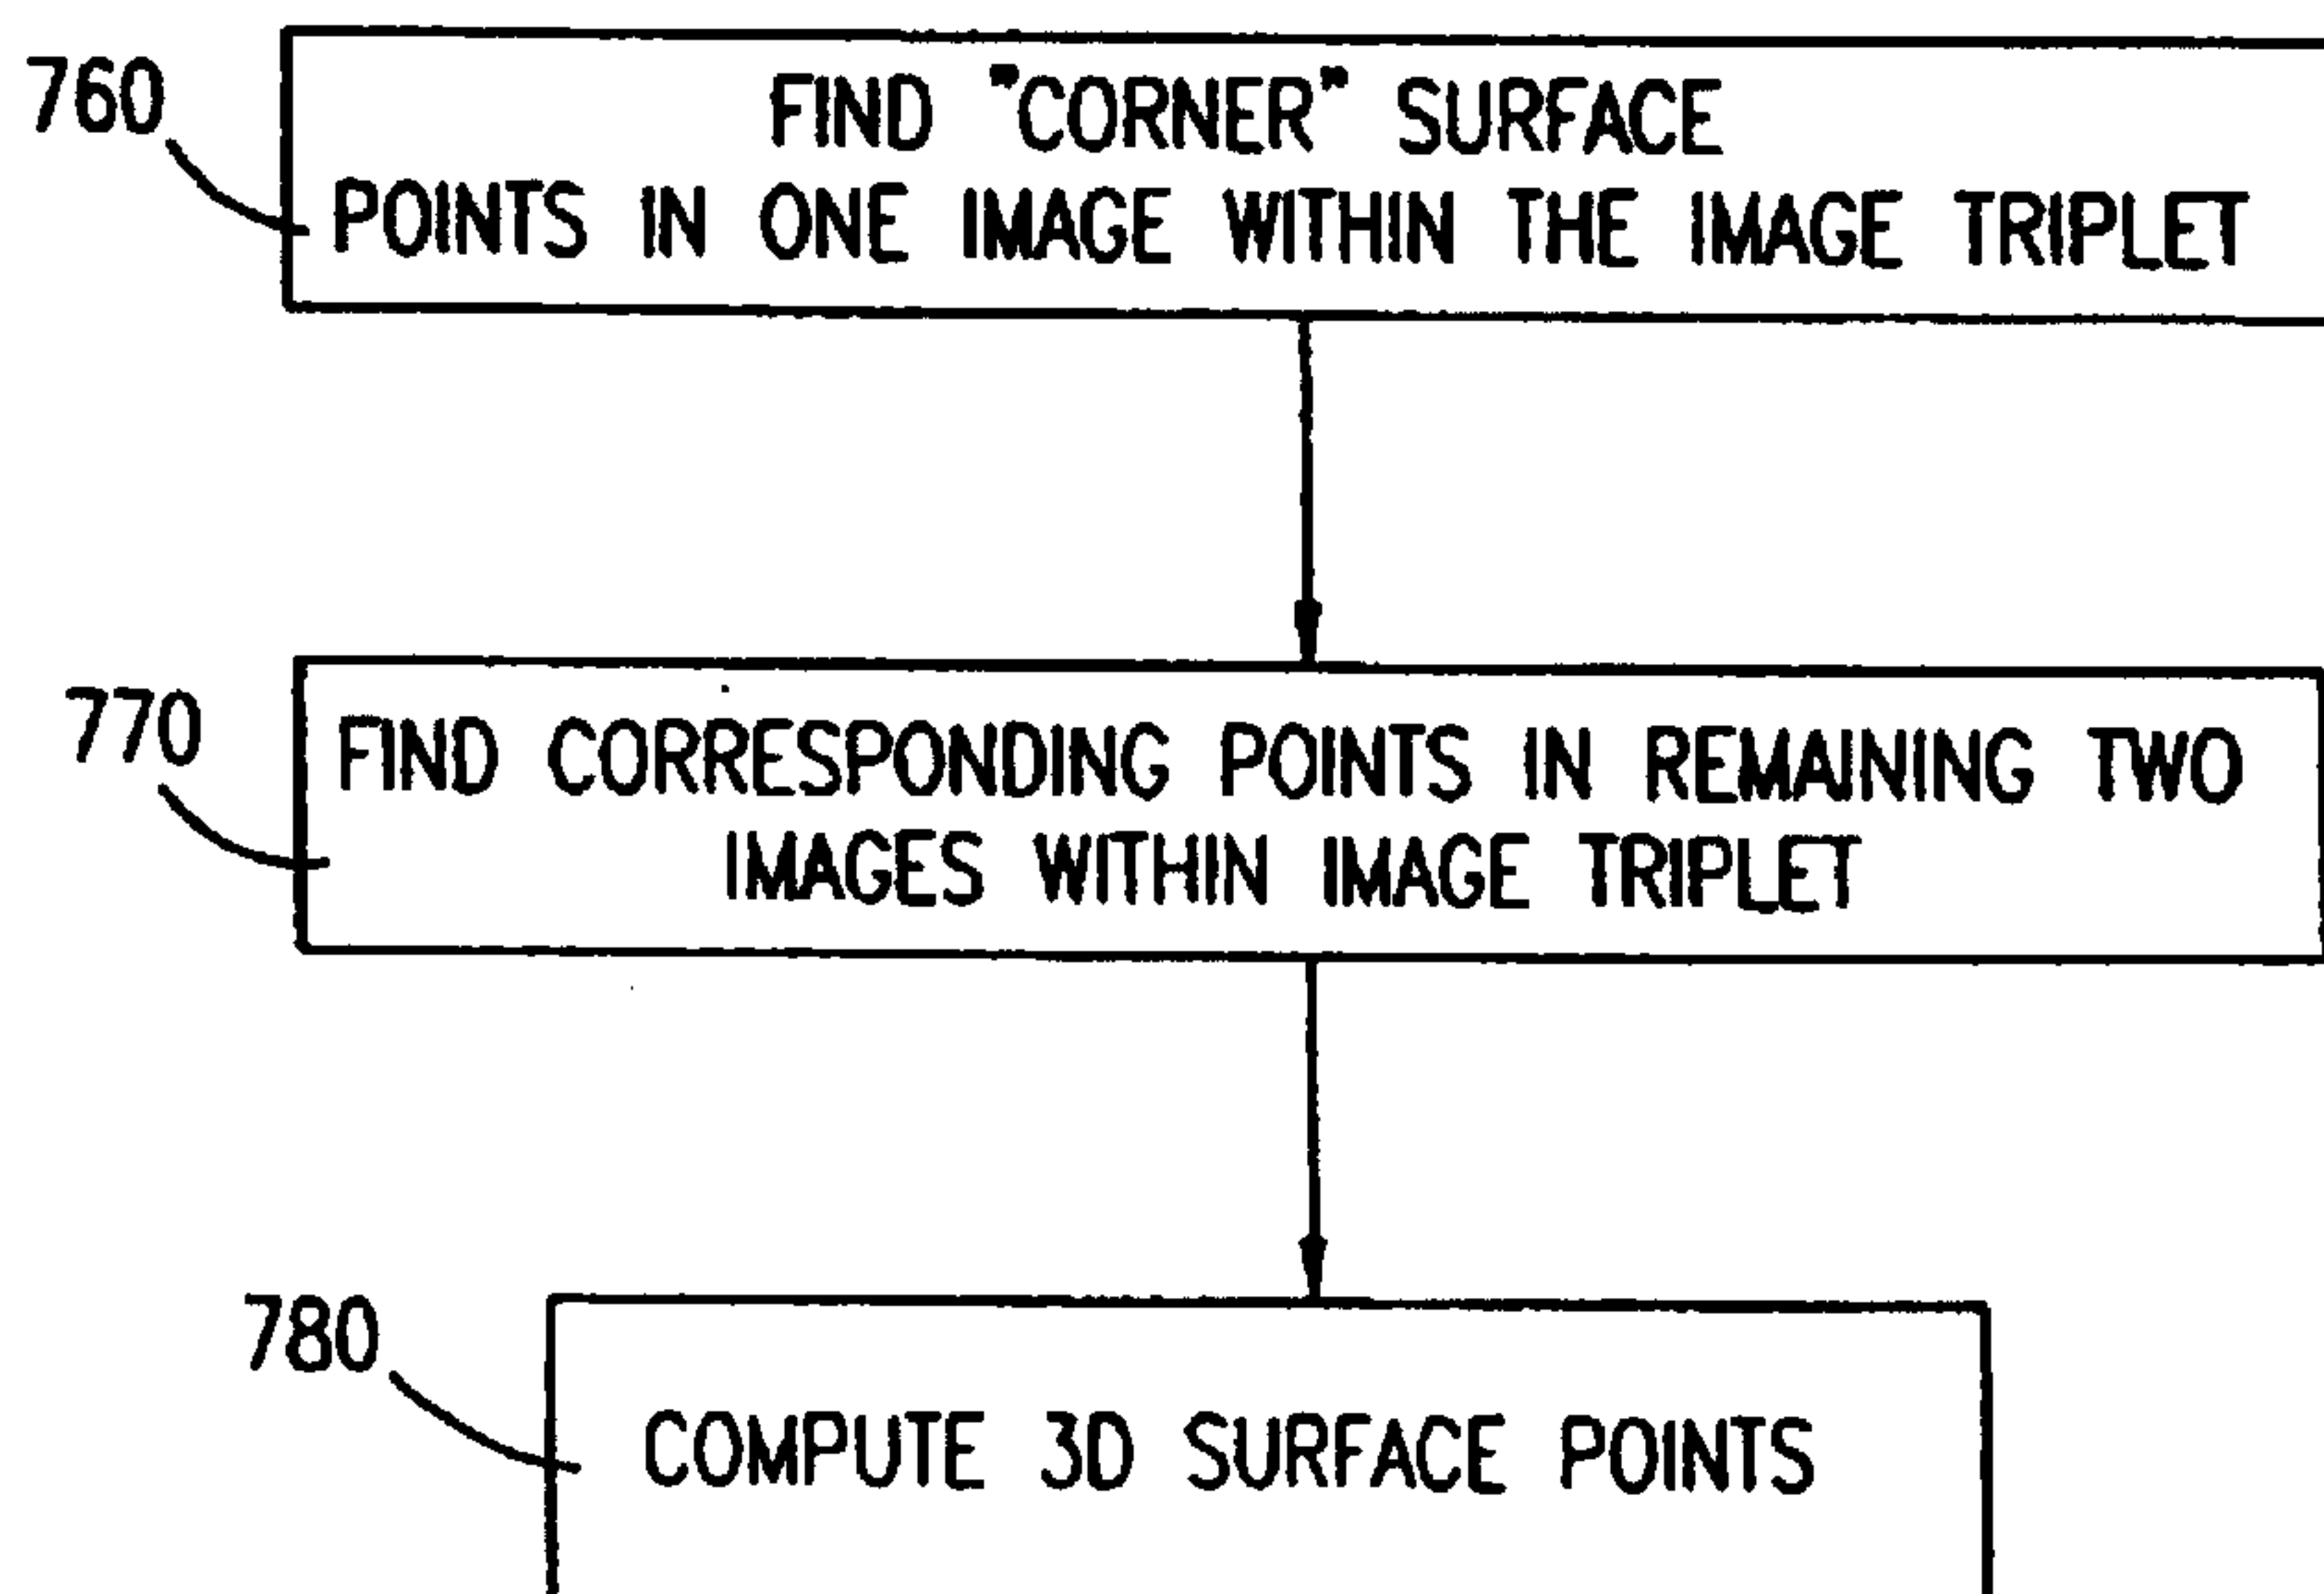 760
FIND "CORNER" SURFACE
POINTS IN ONE IMAGE WITHIN THE IMAGE TRIPLET
770
FIND CORRESPONDING POINTS IN REMAINING TWO
IMAGES WITHIN IMAGE TRIPLET
780
COMPUTE 3D SURFACE POINTS